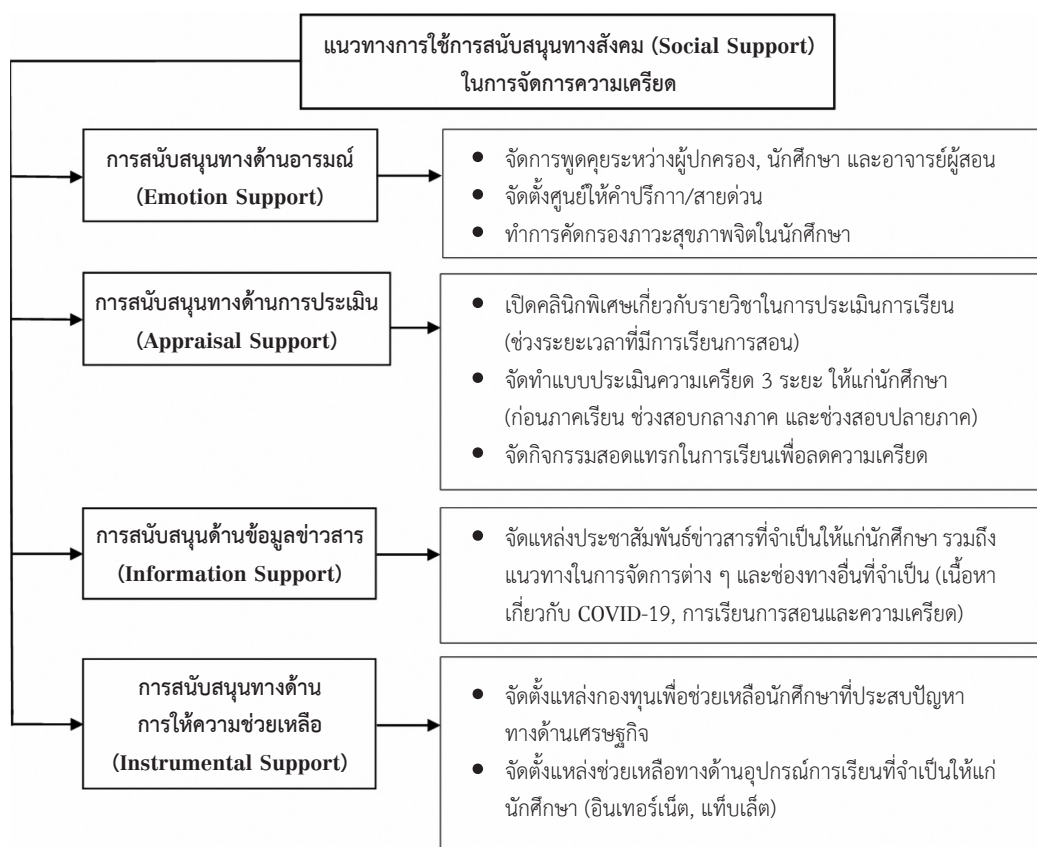 แนวทางการใช้การสนับสนุนทางสังคม (Social Support)
ในการจัดการความเครียด
การสนับสนุนทางด้านอารมณ์
(Emotion Support)
● จัดการพูดคุยระหว่างผู้ปกครอง, นักศึกษา และอาจารย์ผู้สอน
● จัดตั้งศูนย์ให้คำปรึกาา/สายด่วน
● ทำการคัดกรองภาวะสุขภาพจิตในนักศึกษา
การสนับสนุนทางด้านการประเมิน
(Appraisal Support)
● เปิดคลินิกพิเศษเกี่ยวกับรายวิชาในการประเมินการเรียน
(ช่วงระยะเวลาที่มีการเรียนการสอน)
● จัดทำแบบประเมินความเครียด 3 ระยะ ให้แก่นักศึกษา
(ก่อนภาคเรียน ช่วงสอบกลางภาค และช่วงสอบปลายภาค)
● จัดกิจกรรมสอดแทรกในการเรียนเพื่อลดความเครียด
การสนับสนุนด้านข้อมูลข่าวสาร
(Information Support)
● จัดแหล่งประชาสัมพันธ์ข่าวสารที่จำเป็นให้แก่นักศึกษา รวมถึง
แนวทางในการจัดการต่าง ๆ และช่องทางอื่นที่จำเป็น (เนื้อหา
เกี่ยวกับ COVID-19, การเรียนการสอนและความเครียด)
การสนับสนุนทางด้าน
การให้ความช่วยเหลือ
(Instrumental Support)
● จัดตั้งแหล่งกองทุนเพื่อช่วยเหลือนักศึกษาที่ประสบปัญหา
ทางด้านเศรษฐกิจ
● จัดตั้งแหล่งช่วยเหลือทางด้านอุปกรณ์การเรียนที่จำเป็นให้แก่
นักศึกษา (อินเทอร์เน็ต, แท็บเล็ต)